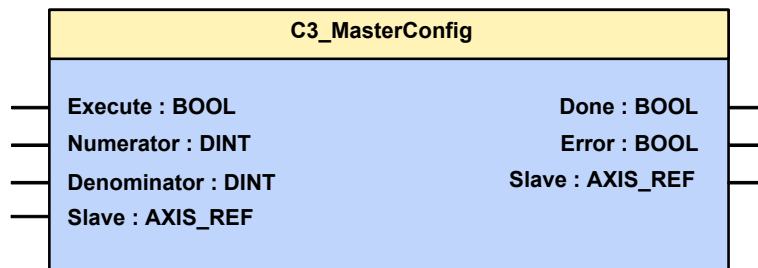 C3_MasterConfig
Execute : BOOL Done : BOOL
Numerator : DINT Error : BOOL
Denominator : DINT Slave : AXIS_REF
Slave : AXIS_REF